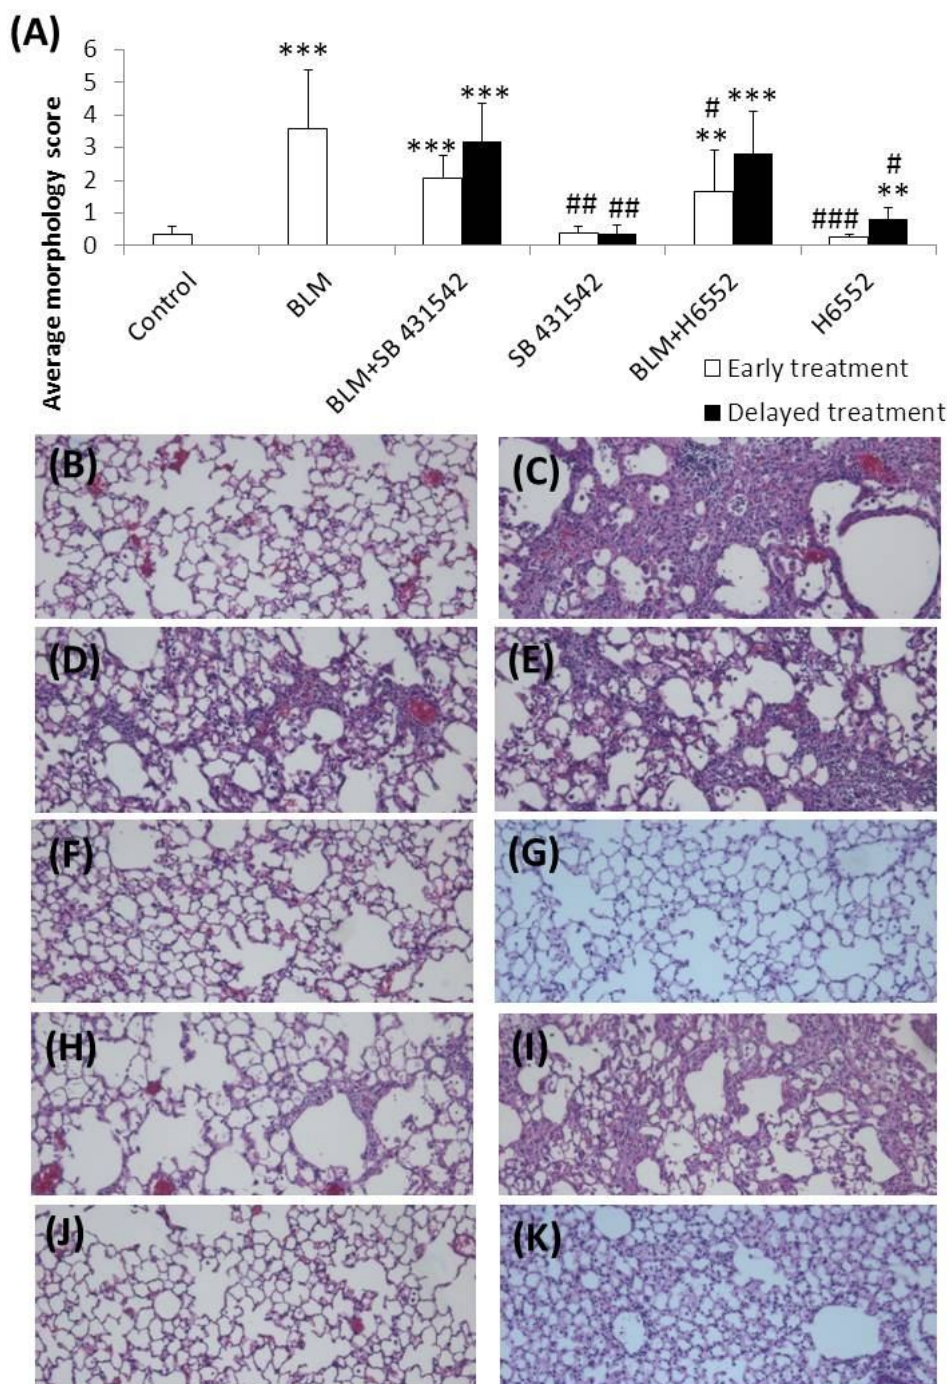 (A)
Average morphology score
6
5
4
3
2
1
0
***
***
***
##
##
#
**
***
###
#
**
Control
BLM
BLM+SB 431542
SB 431542
BLM+H6552
H6552
Early treatment
Delayed treatment
(B)
(C)
(D)
(E)
(F)
(G)
(H)
(I)
(J)
(K)